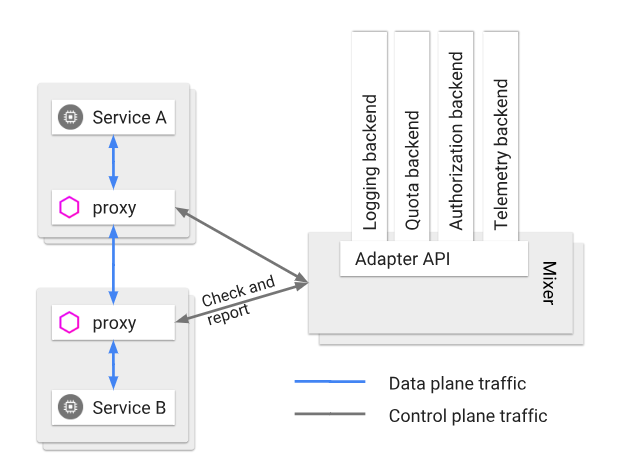 Service A
proxy
proxy
Service B
Check and
report
Logging backend
Quota backend
Authorization backend
Telemetry backend
Adapter API
Mixer
Data plane traffic
Control plane traffic